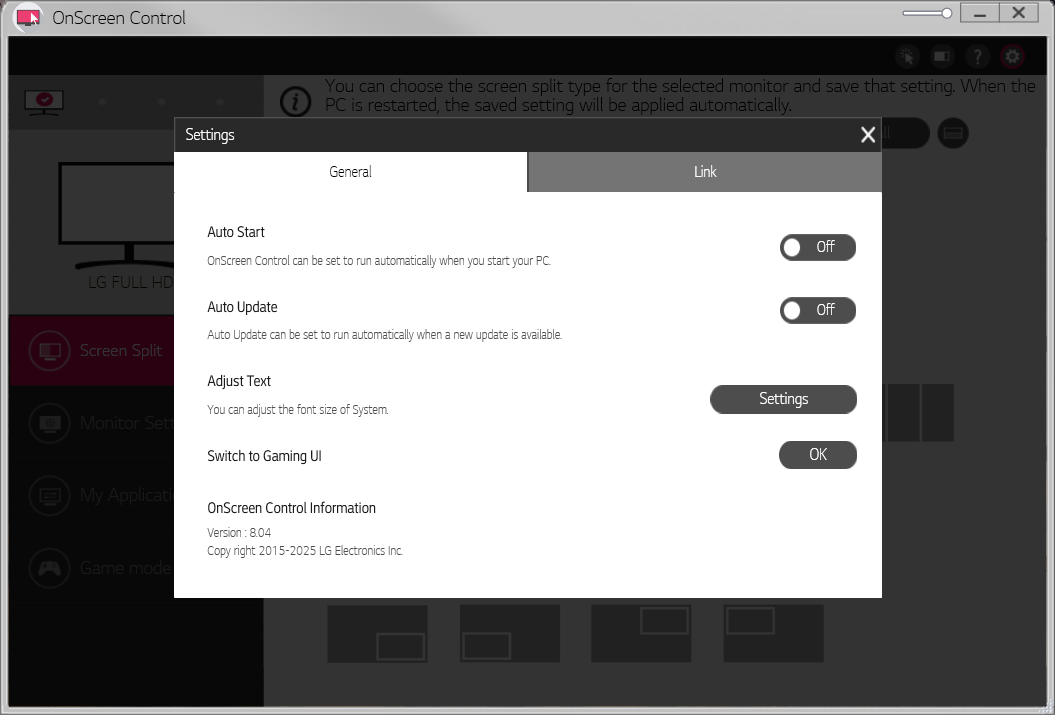 OnScreen Control
?
You can choose the screen split type for the selected monitor and save that setting. When the
PC is restarted, the saved setting will be applied automatically.
Settings
General
Link
Auto Start
OnScreen Control can be set to run automatically when you start your PC.
Off
Auto Update
Auto Update can be set to run automatically when a new update is available.
Off
Adjust Text
You can adjust the font size of System.
Settings
Switch to Gaming UI
OK
OnScreen Control Information
Version : 8.04
Copy right 2015-2025 LG Electronics Inc.
LG FULL HD
Screen Split
Monitor Sett
My Applicati
Game mode